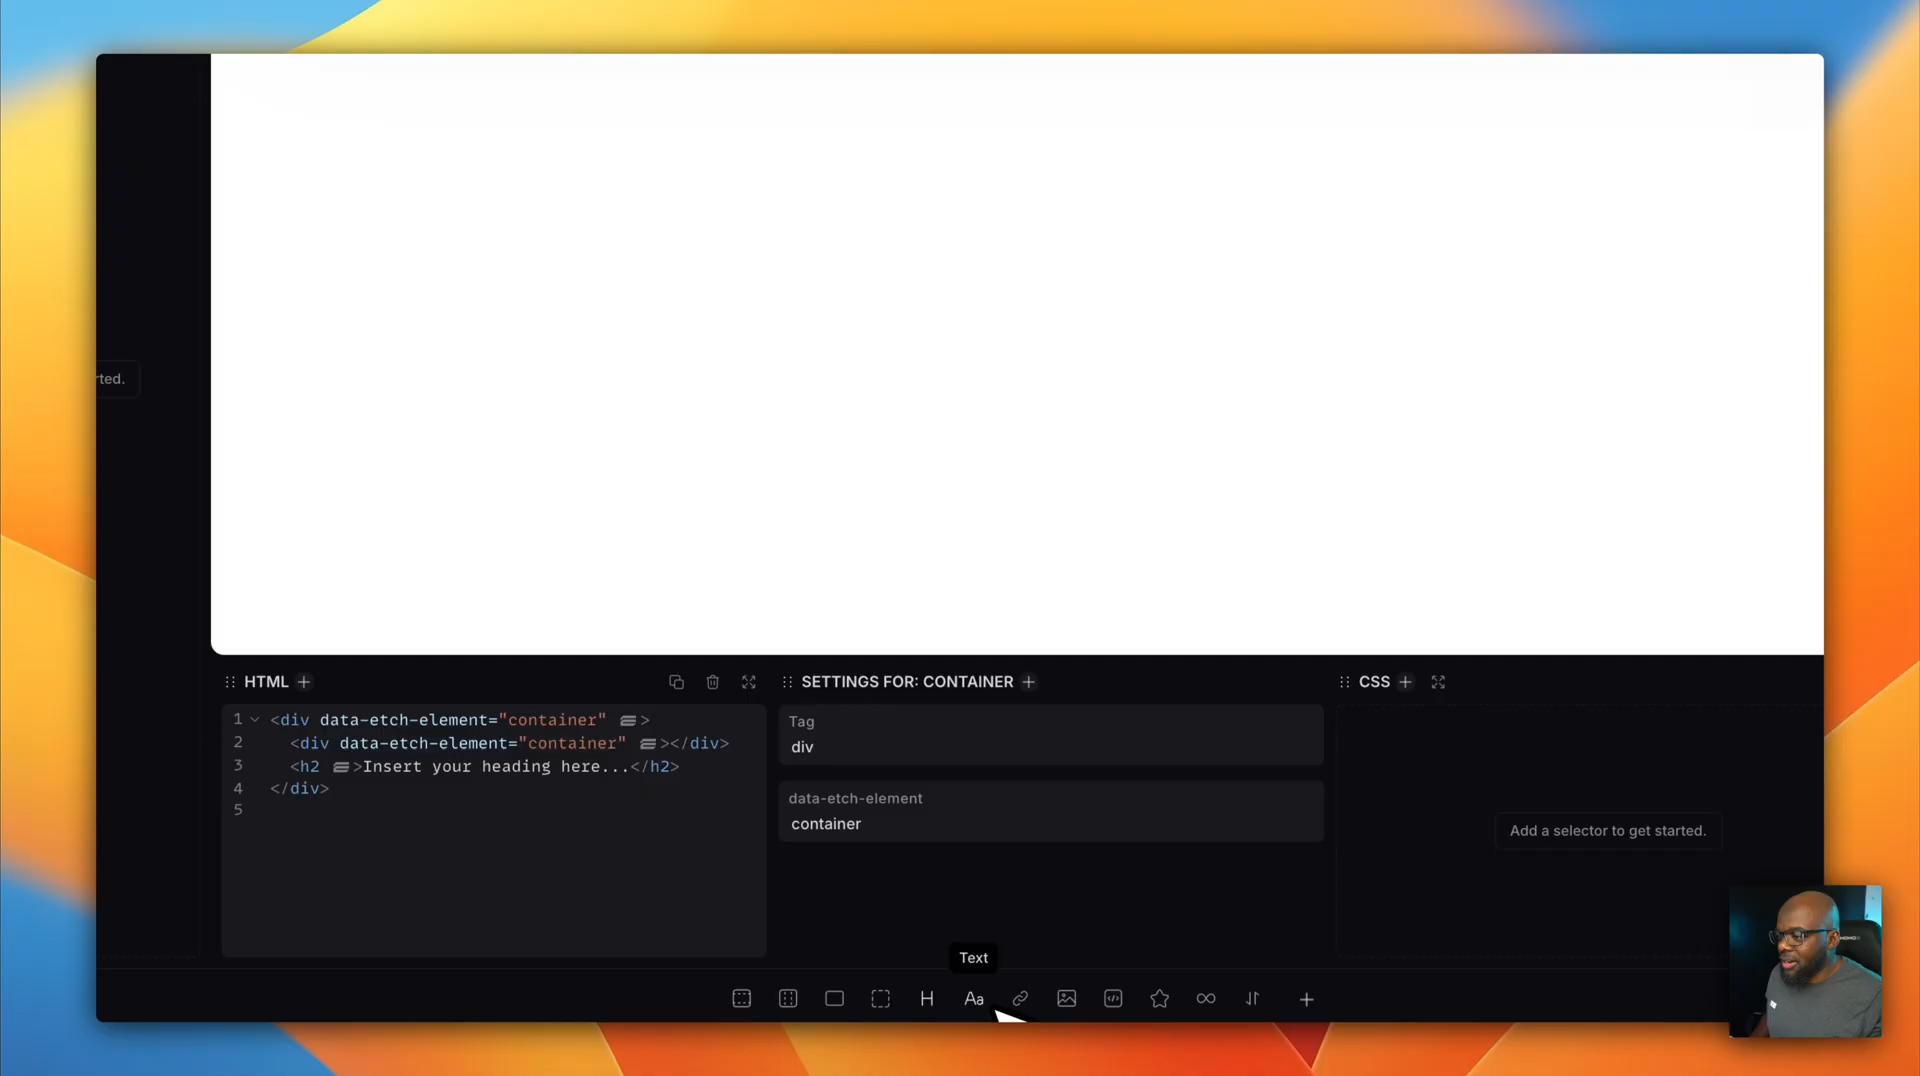 rted.
HTML +
1 <div data-etch-element="container" >
2 <div data-etch-element="container" ></div>
3 <h2 >Insert your heading here...</h2>
4 </div>
5
SETTINGS FOR: CONTAINER +
Tag
div
data-etch-element
container
CSS +
Add a selector to get started.
Text
H Aa